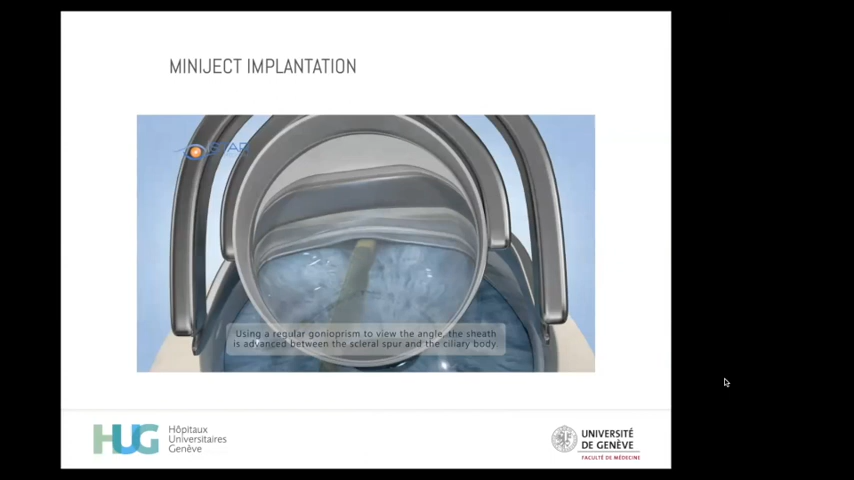 MINIJECT IMPLANTATION
Using a regular gonioprism to view the angle, the sheath
is advanced between the scleral spur and the ciliary body.
HUG
Hôpitaux
Universitaires
Genève
UNIVERSITÉ
DE GENÈVE
FACULTÉ DE MÉDECINE